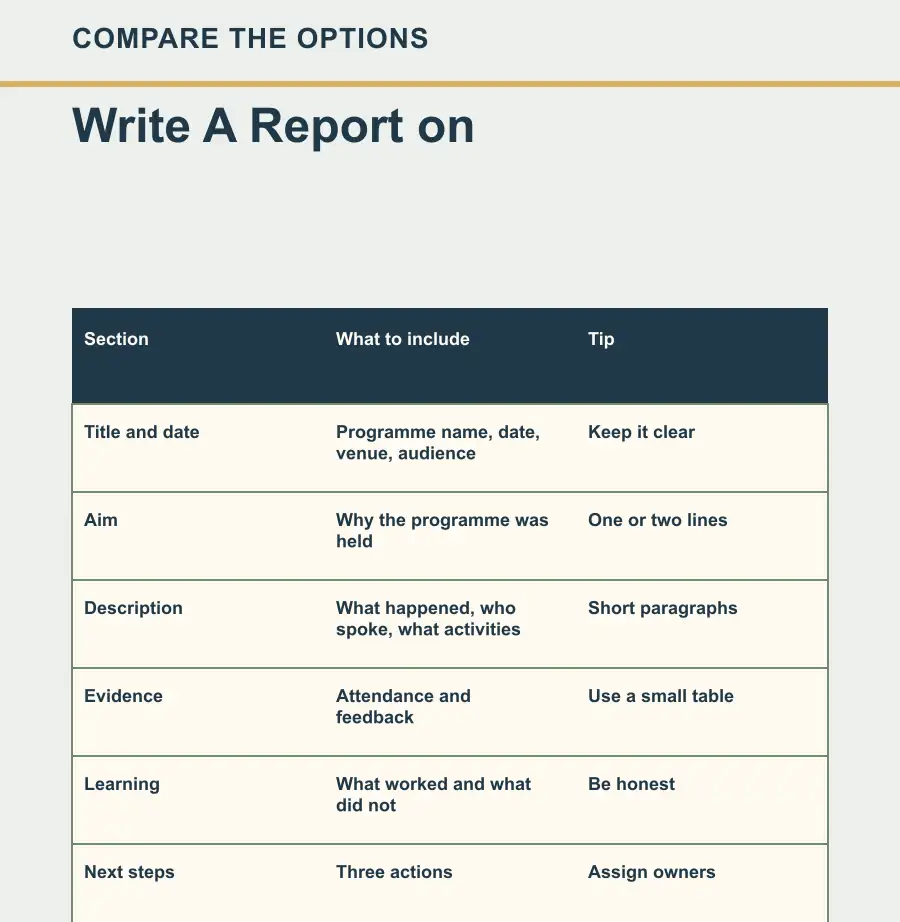 COMPARE THE OPTIONS
Write A Report on
Section
What to include
Tip
Title and date
Programme name, date,
venue, audience
Keep it clear
Aim
Why the programme was
held
One or two lines
Description
What happened, who
spoke, what activities
Short paragraphs
Evidence
Attendance and
feedback
Use a small table
Learning
What worked and what
did not
Be honest
Next steps
Three actions
Assign owners